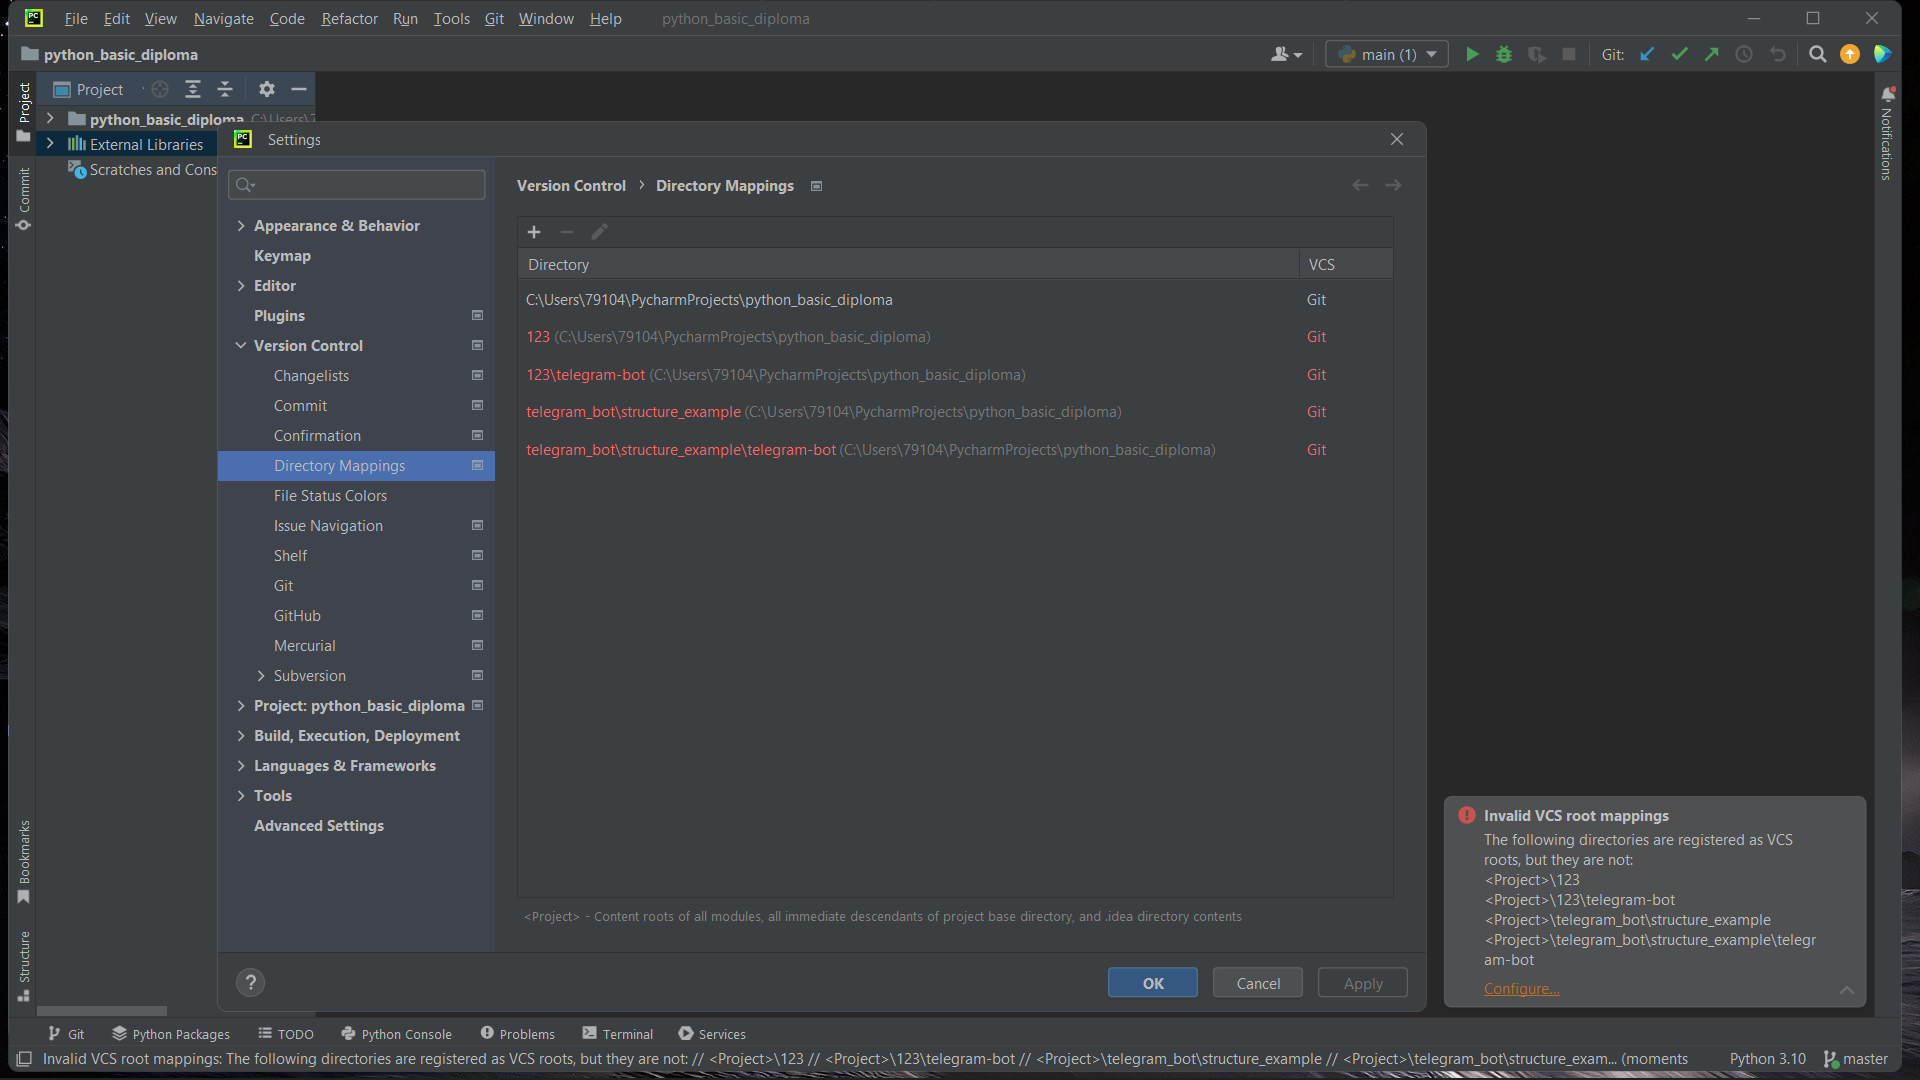 PC
File Edit View Navigate Code Refactor Run Tools Git Window Help python_basic_diploma
python_basic_diploma
main (1)
Git:
Project
Project
python_basic_diploma C:\Users\7
External Libraries
Scratches and Cons
Commit
Notifications
PC
Settings
Version Control › Directory Mappings
Appearance & Behavior
Keymap
Editor
Plugins
Version Control
Changelists
Commit
Confirmation
Directory Mappings
File Status Colors
Issue Navigation
Shelf
Git
GitHub
Mercurial
Subversion
Project: python_basic_diploma
Build, Execution, Deployment
Languages & Frameworks
Tools
Advanced Settings
Directory VCS
C:\Users\79104\PycharmProjects\python_basic_diploma Git
123 (C:\Users\79104\PycharmProjects\python_basic_diploma) Git
123\telegram-bot (C:\Users\79104\PycharmProjects\python_basic_diploma) Git
telegram_bot\structure_example (C:\Users\79104\PycharmProjects\python_basic_diploma) Git
telegram_bot\structure_example\telegram-bot (C:\Users\79104\PycharmProjects\python_basic_diploma) Git
<Project> - Content roots of all modules, all immediate descendants of project base directory, and .idea directory contents
?
OK
Cancel
Apply
Invalid VCS root mappings
The following directories are registered as VCS
roots, but they are not:
<Project>\123
<Project>\123\telegram-bot
<Project>\telegram_bot\structure_example
<Project>\telegram_bot\structure_example\telegr
am-bot
Configure...
Bookmarks
Structure
Git
Python Packages
TODO
Python Console
Problems
Terminal
Services
Invalid VCS root mappings: The following directories are registered as VCS roots, but they are not: // <Project>\123 // <Project>\123\telegram-bot // <Project>\telegram_bot\structure_example // <Project>\telegram_bot\structure_exam... (moments
Python 3.10
master